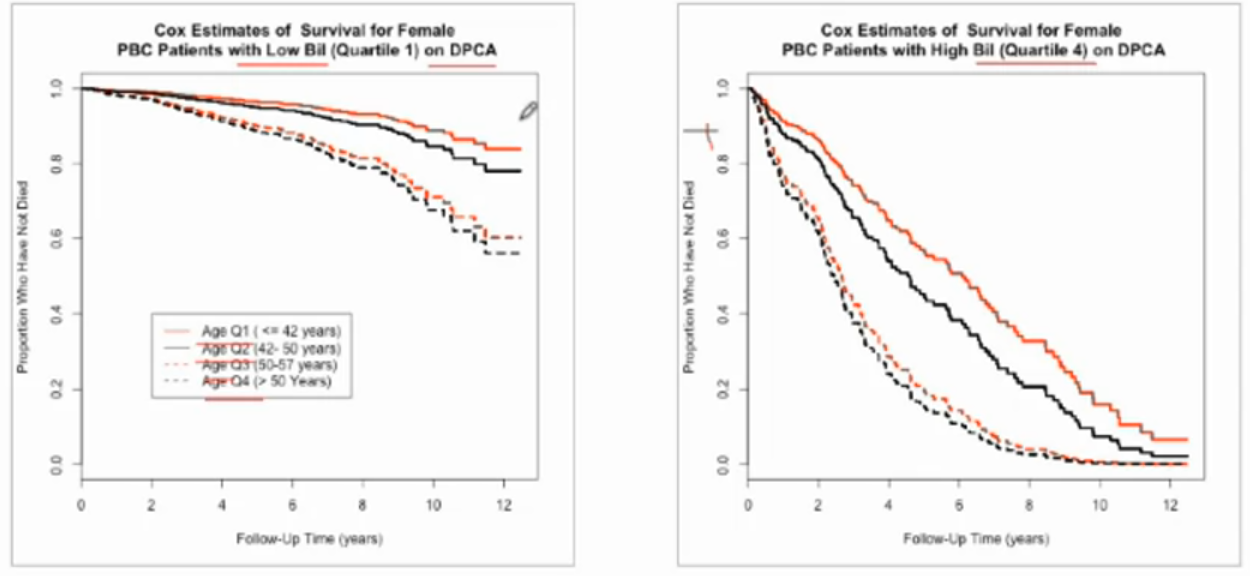 Cox Estimates of Survival for Female
PBC Patients with Low Bil (Quartile 1) on DPCA
Proportion Who Have Not Died
1.0
0.8
0.6
0.4
0.2
0.0
Age Q1 ( <= 42 years)
Age Q2 (42- 50 years)
Age Q3 (50-57 years)
Age Q4 (> 50 Years)
0 2 4 6 8 10 12
Follow-Up Time (years)
Cox Estimates of Survival for Female
PBC Patients with High Bil (Quartile 4) on DPCA
Proportion Who Have Not Died
1.0
0.8
0.6
0.4
0.2
0.0
0 2 4 6 8 10 12
Follow-Up Time (years)